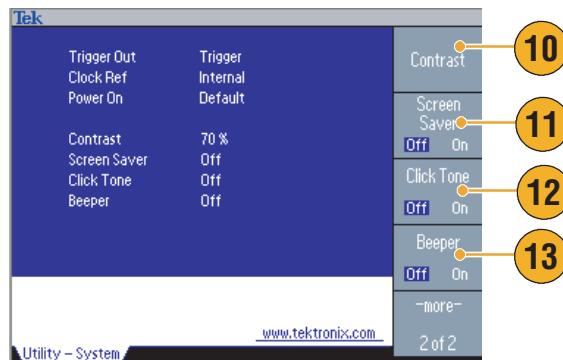 Tek
Trigger Out Trigger
Clock Ref Internal
Power On Default
Contrast 70 %
Screen Saver Off
Click Tone Off
Beeper Off
www.tektronix.com
Utility – System
Contrast
Screen
Saver
Off On
Click Tone
Off On
Beeper
Off On
-more-
2 of 2
10
11
12
13